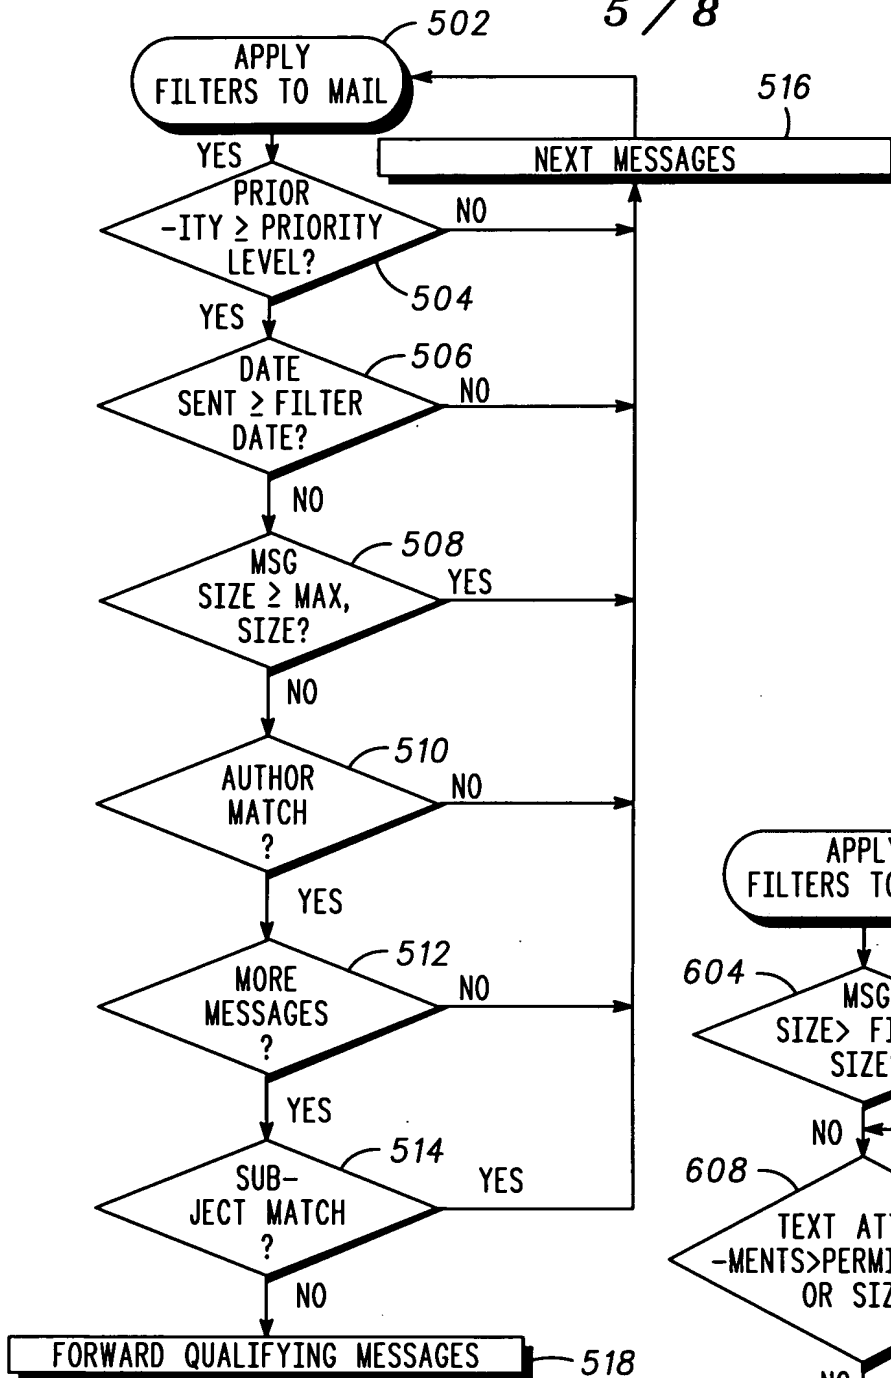 5/8
502
APPLY
FILTERS TO MAIL
516
YES
NEXT MESSAGES
PRIOR
-ITY ≥ PRIORITY
LEVEL?
NO
504
YES
506
DATE
SENT ≥ FILTER
DATE?
NO
NO
508
MSG
SIZE ≥ MAX,
SIZE?
YES
NO
510
AUTHOR
MATCH
?
NO
YES
512
MORE
MESSAGES
?
NO
YES
514
SUB-
JECT MATCH
?
YES
NO
FORWARD QUALIFYING MESSAGES
518
APPLY
FILTERS TO
604
MSG
SIZE> FI
SIZE
NO
608
TEXT ATT
-MENTS>PERMI
OR SIZ
NO